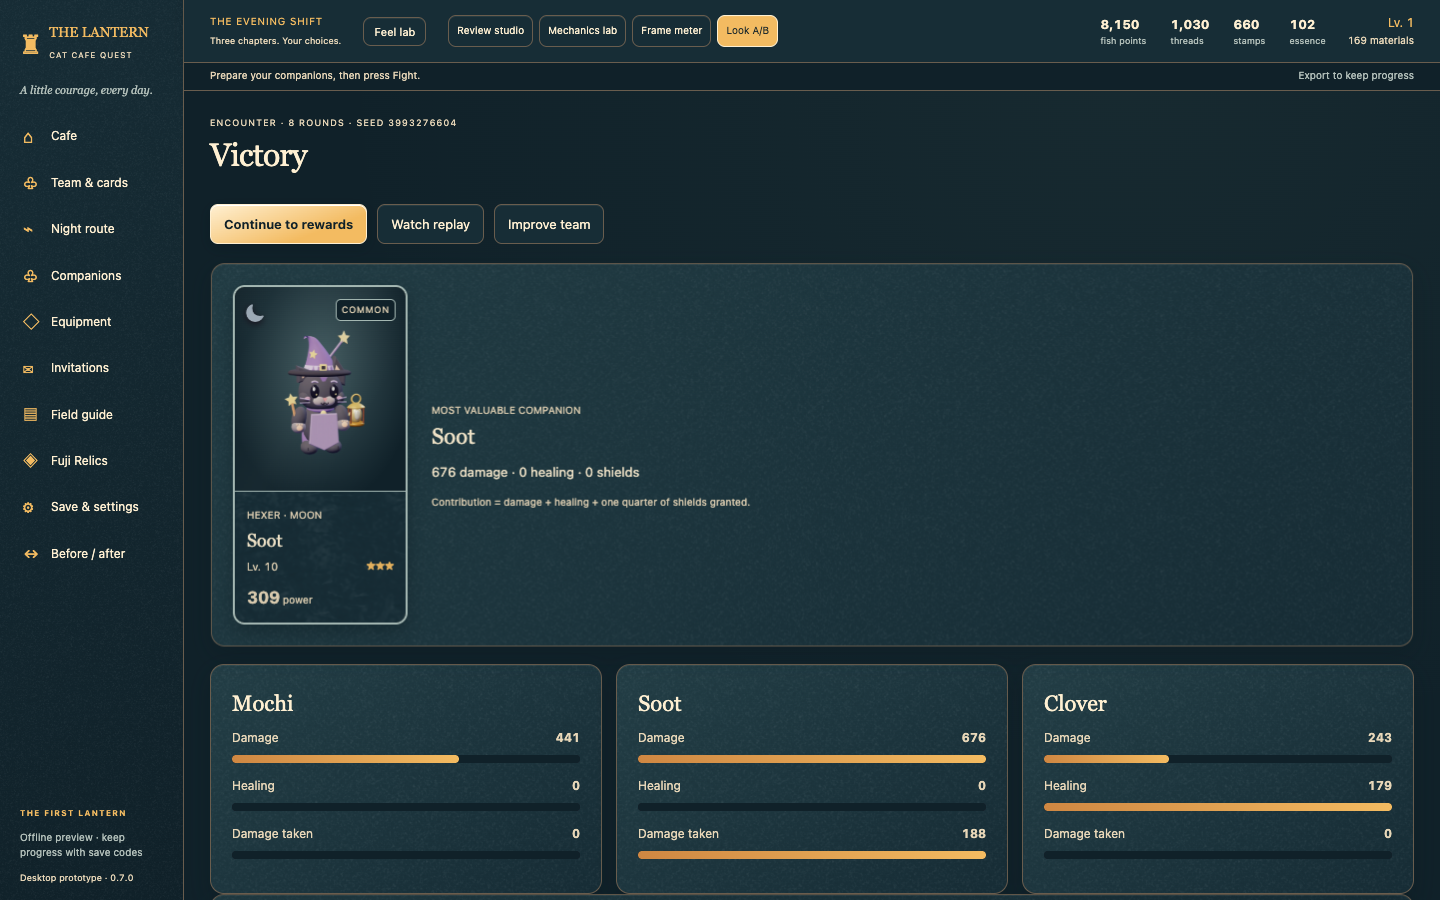 THE LANTERN
CAT CAFE QUEST
A little courage, every day.
Cafe
Team & cards
Night route
Companions
Equipment
Invitations
Field guide
Fuji Relics
Save & settings
Before / after
THE FIRST LANTERN
Offline preview · keep
progress with save codes
Desktop prototype · 0.7.0
THE EVENING SHIFT
Three chapters. Your choices.
Feel lab
Review studio
Mechanics lab
Frame meter
Look A/B
8,150
fish points
1,030
threads
660
stamps
102
essence
Lv. 1
169 materials
Prepare your companions, then press Fight.
Export to keep progress
ENCOUNTER · 8 ROUNDS · SEED 3993276604
Victory
Continue to rewards
Watch replay
Improve team
COMMON
HEXER · MOON
Soot
Lv. 10
309 power
MOST VALUABLE COMPANION
Soot
676 damage · 0 healing · 0 shields
Contribution = damage + healing + one quarter of shields granted.
Mochi
Damage 441
Healing 0
Damage taken 0
Soot
Damage 676
Healing 0
Damage taken 188
Clover
Damage 243
Healing 179
Damage taken 0